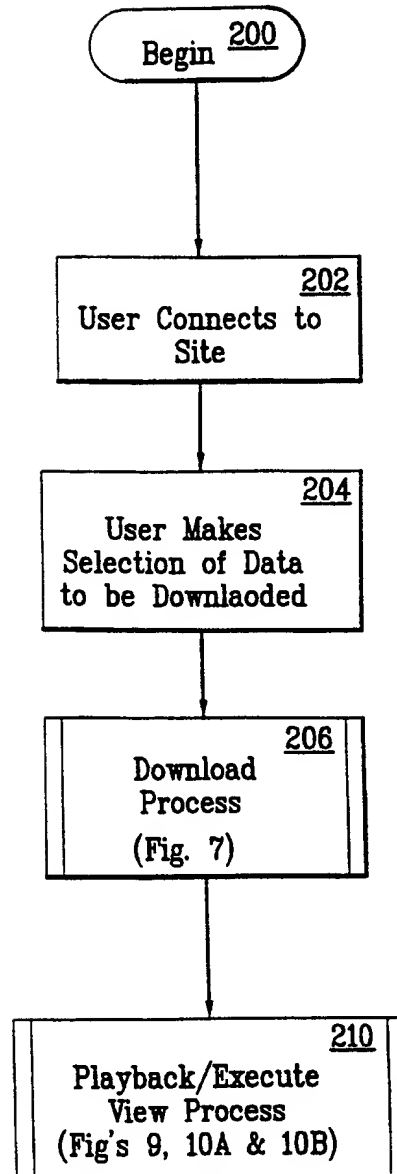 Begin 200
202
User Connects to
Site
204
User Makes
Selection of Data
to be Downlaoded
206
Download
Process
(Fig. 7)
210
Playback/Execute
View Process
(Fig's 9, 10A & 10B)